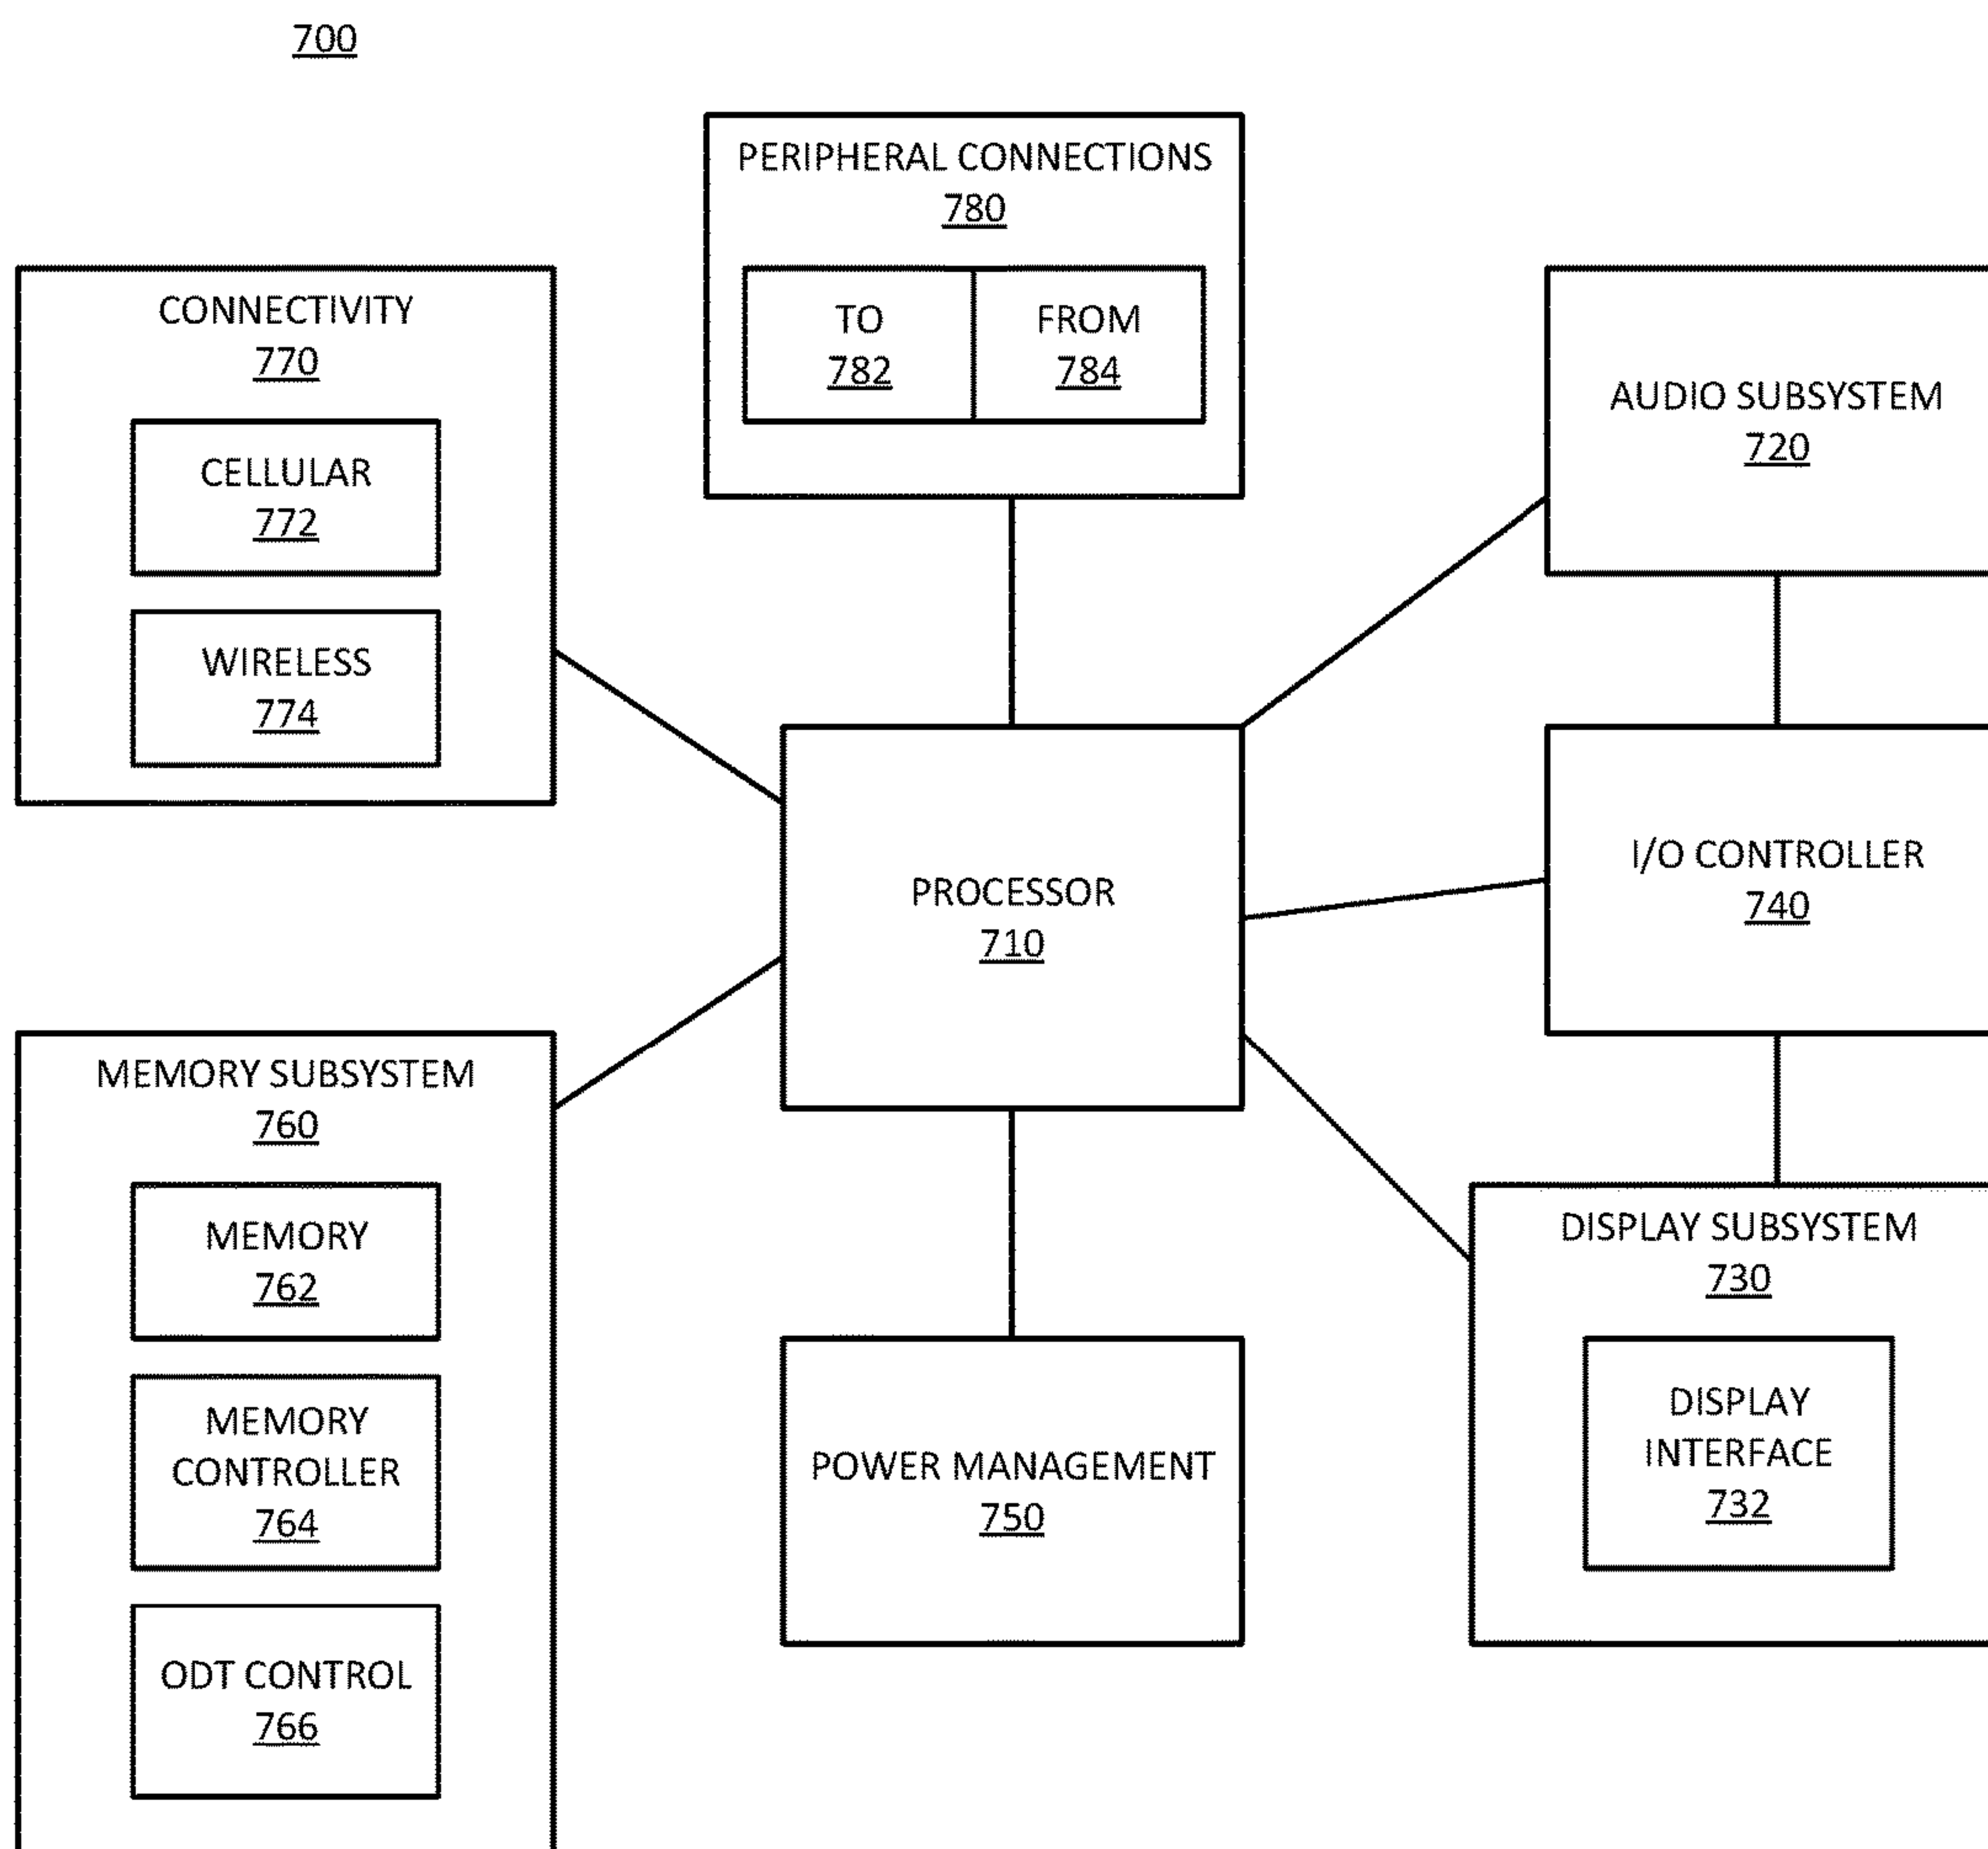 700
PERIPHERAL CONNECTIONS
780
TO
782
FROM
784
CONNECTIVITY
770
CELLULAR
772
WIRELESS
774
AUDIO SUBSYSTEM
720
PROCESSOR
710
I/O CONTROLLER
740
MEMORY SUBSYSTEM
760
MEMORY
762
MEMORY
CONTROLLER
764
ODT CONTROL
766
POWER MANAGEMENT
750
DISPLAY SUBSYSTEM
730
DISPLAY
INTERFACE
732